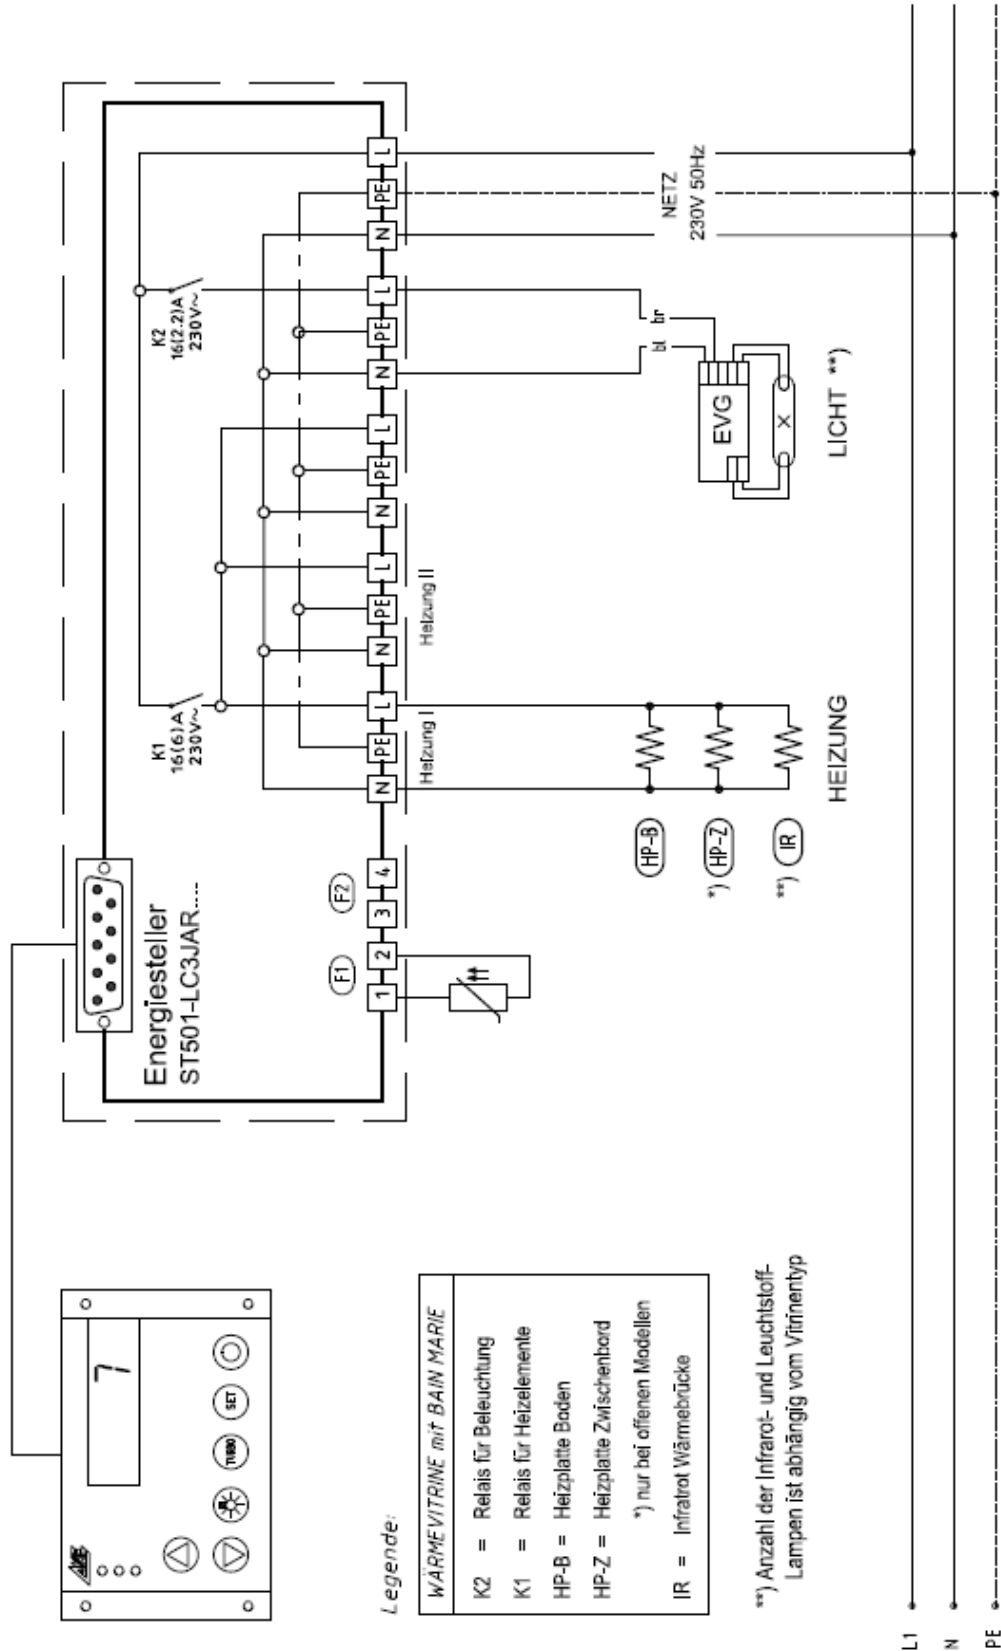 Energiesteller
ST501-LC3JAR----
K1
16(6)A
230V~
K2
16(2.2)A
230V~
F1
F2
1
2
3
4
N
PE
L
N
PE
L
N
PE
L
N
PE
L
N
PE
L
Heizung I
Heizung II
HP-B
*) HP-Z
**) IR
HEIZUNG
bl
br
EVG
LICHT **)
NETZ
230V 50Hz
7
TURBO
SET
Legende:
WÄRMEVITRINE mit BAIN MARIE
K2 = Relais für Beleuchtung
K1 = Relais für Heizelemente
HP-B = Heizplatte Boden
HP-Z = Heizplatte Zwischenbord
*) nur bei offenen Modellen
IR = Infratrot Wärmebrücke
**) Anzahl der Infrarot- und Leuchtstoff-
Lampen ist abhängig vom Vitrinentyp
L1
N
PE